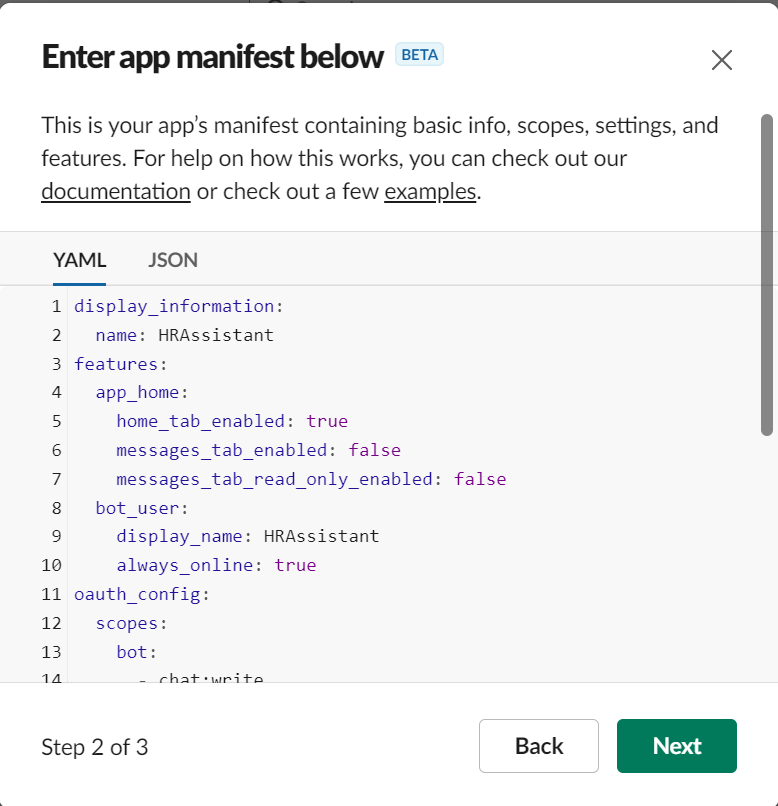 Enter app manifest below BETA
This is your app’s manifest containing basic info, scopes, settings, and
features. For help on how this works, you can check out our
documentation or check out a few examples.
YAML JSON
1 display_information:
2   name: HRAssistant
3 features:
4   app_home:
5     home_tab_enabled: true
6     messages_tab_enabled: false
7     messages_tab_read_only_enabled: false
8   bot_user:
9     display_name: HRAssistant
10     always_online: true
11 oauth_config:
12   scopes:
13     bot:
14       - chat:write
Step 2 of 3 Back Next